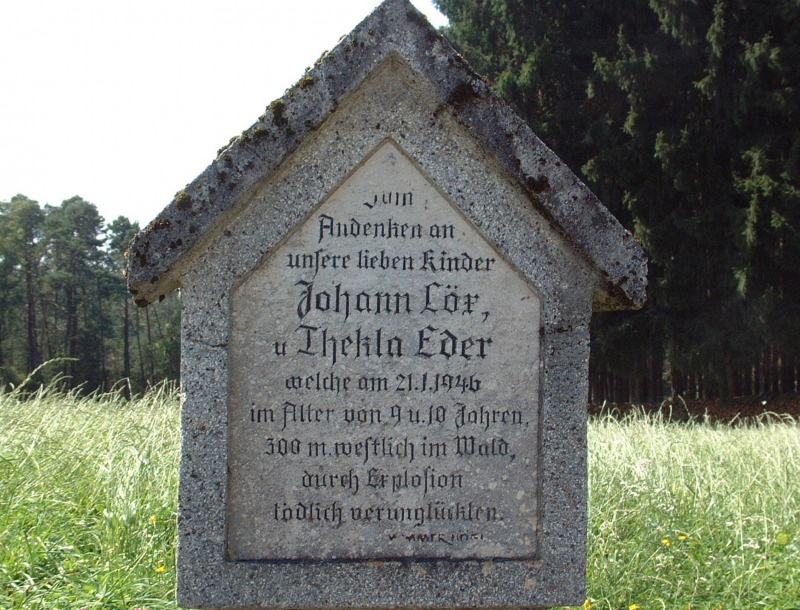 Zum
Andenken an
unsere lieben Kinder
Johann Löx,
u Thekla Eder
welche am 21.1.1946
im Alter von 9 u. 10 Jahren,
300 m. westlich im Wald,
durch Explosion
tödlich verunglückten.